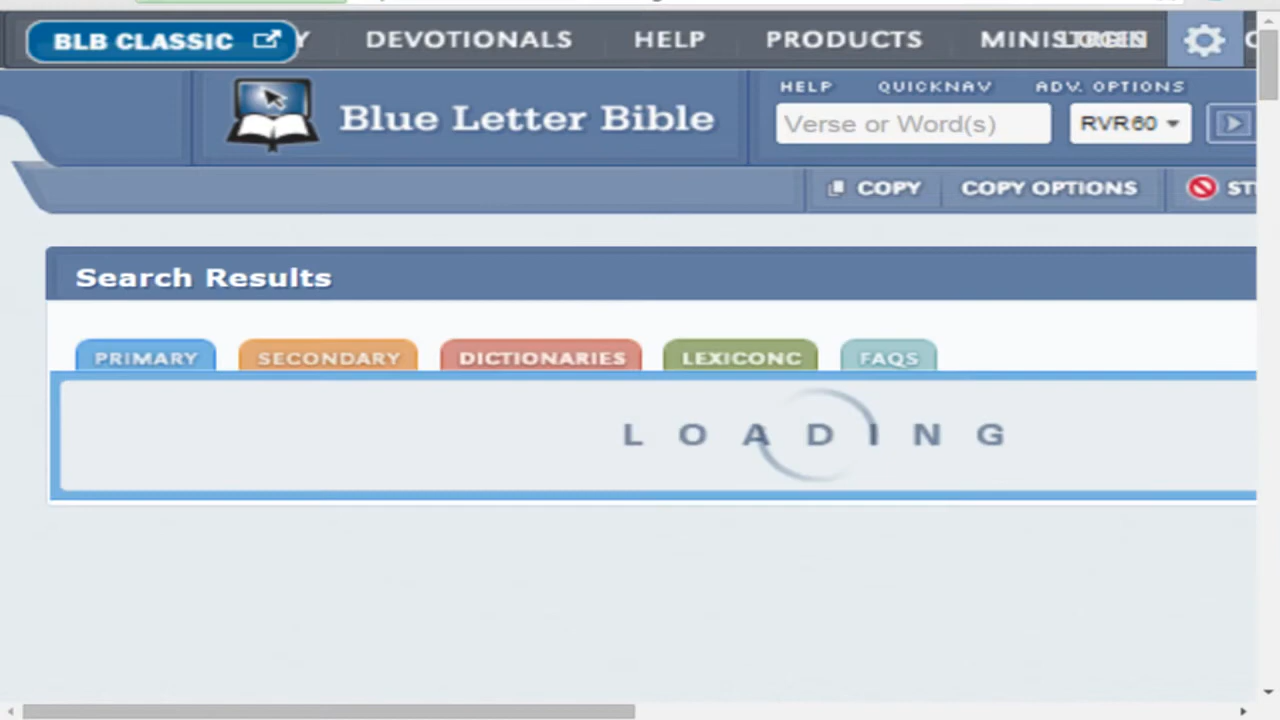 BLB CLASSIC
DEVOTIONALS
HELP
PRODUCTS
HELP
QUICKNAV
ADV. OPTIONS
Blue Letter Bible
Verse or Word(s)
RVR60
COPY
COPY OPTIONS
Search Results
PRIMARY
SECONDARY
DICTIONARIES
LEXICONC
FAQS
LOADING